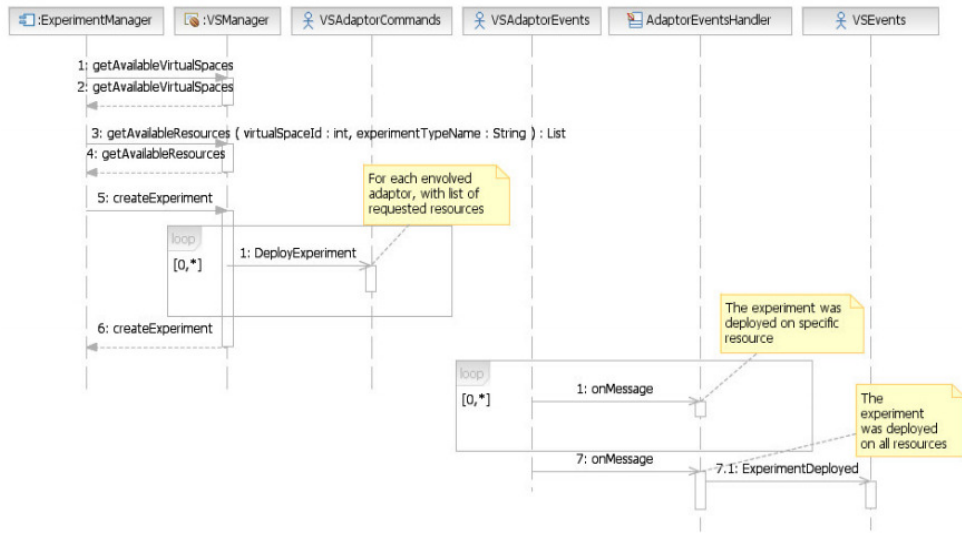 :ExperimentManager
:VSManager
VSAdaptorCommands
VSAdaptorEvents
AdaptorEventsHandler
VSEvents
1: getAvailableVirtualSpaces
2: getAvailableVirtualSpaces
3: getAvailableResources ( virtualSpaceId : int, experimentTypeName : String ) : List
4: getAvailableResources
For each envolved
adaptor, with list of
requested resources
5: createExperiment
loop
[0,*]
1: DeployExperiment
The experiment was
deployed on specific
resource
6: createExperiment
loop
[0,*]
1: onMessage
The
experiment
was deployed
on all resources
7: onMessage
7.1: ExperimentDeployed